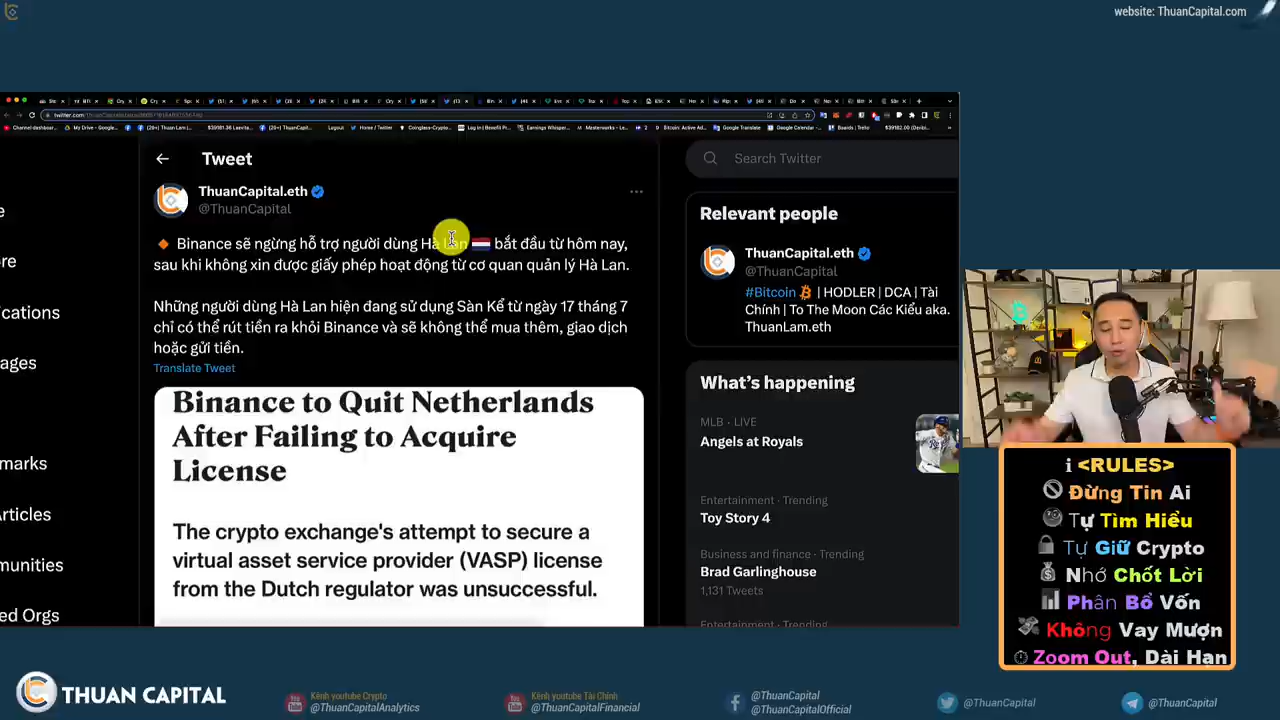 website: ThuanCapital.com
Tweet
Search Twitter
ThuanCapital.eth
@ThuanCapital
Binance sẽ ngừng hỗ trợ người dùng Hà Lan 🇳🇱 bắt đầu từ hôm nay,
sau khi không xin được giấy phép hoạt động từ cơ quan quản lý Hà Lan.
Những người dùng Hà Lan hiện đang sử dụng Sàn Kể từ ngày 17 tháng 7
chỉ có thể rút tiền ra khỏi Binance và sẽ không thể mua thêm, giao dịch
hoặc gửi tiền.
Translate Tweet
Binance to Quit Netherlands
After Failing to Acquire
License
The crypto exchange's attempt to secure a
virtual asset service provider (VASP) license
from the Dutch regulator was unsuccessful.
Relevant people
ThuanCapital.eth
@ThuanCapital
#Bitcoin | HODLER | DCA | Tài
Chính | To The Moon Các Kiểu aka.
ThuanLam.eth
What's happening
MLB · LIVE
Angels at Royals
Entertainment · Trending
Toy Story 4
Business and finance · Trending
Brad Garlinghouse
1,131 Tweets
Entertainment · Trending
<RULES>
Đừng Tin Ai
Tự Tìm Hiểu
Tự Giữ Crypto
Nhớ Chốt Lời
Phân Bổ Vốn
Không Vay Mượn
Zoom Out, Dài Hạn
THUAN CAPITAL
Kênh youtube Crypto
@ThuanCapitalAnalytics
Kênh youtube Tài Chính
@ThuanCapitalFinancial
@ThuanCapital
@ThuanCapitalOfficial
@ThuanCapital
@ThuanCapital